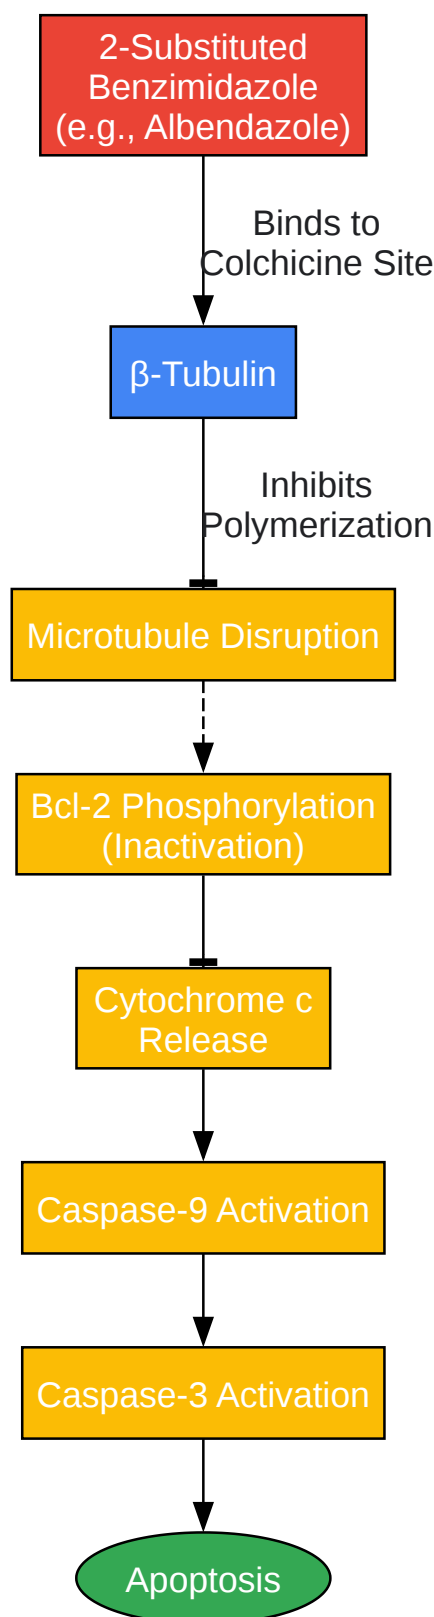 2-Substituted
Benzimidazole
(e.g., Albendazole)
Binds to
Colchicine Site
β-Tubulin
Inhibits
Polymerization
Microtubule Disruption
Bcl-2 Phosphorylation
(Inactivation)
Cytochrome c
Release
Caspase-9 Activation
Caspase-3 Activation
Apoptosis